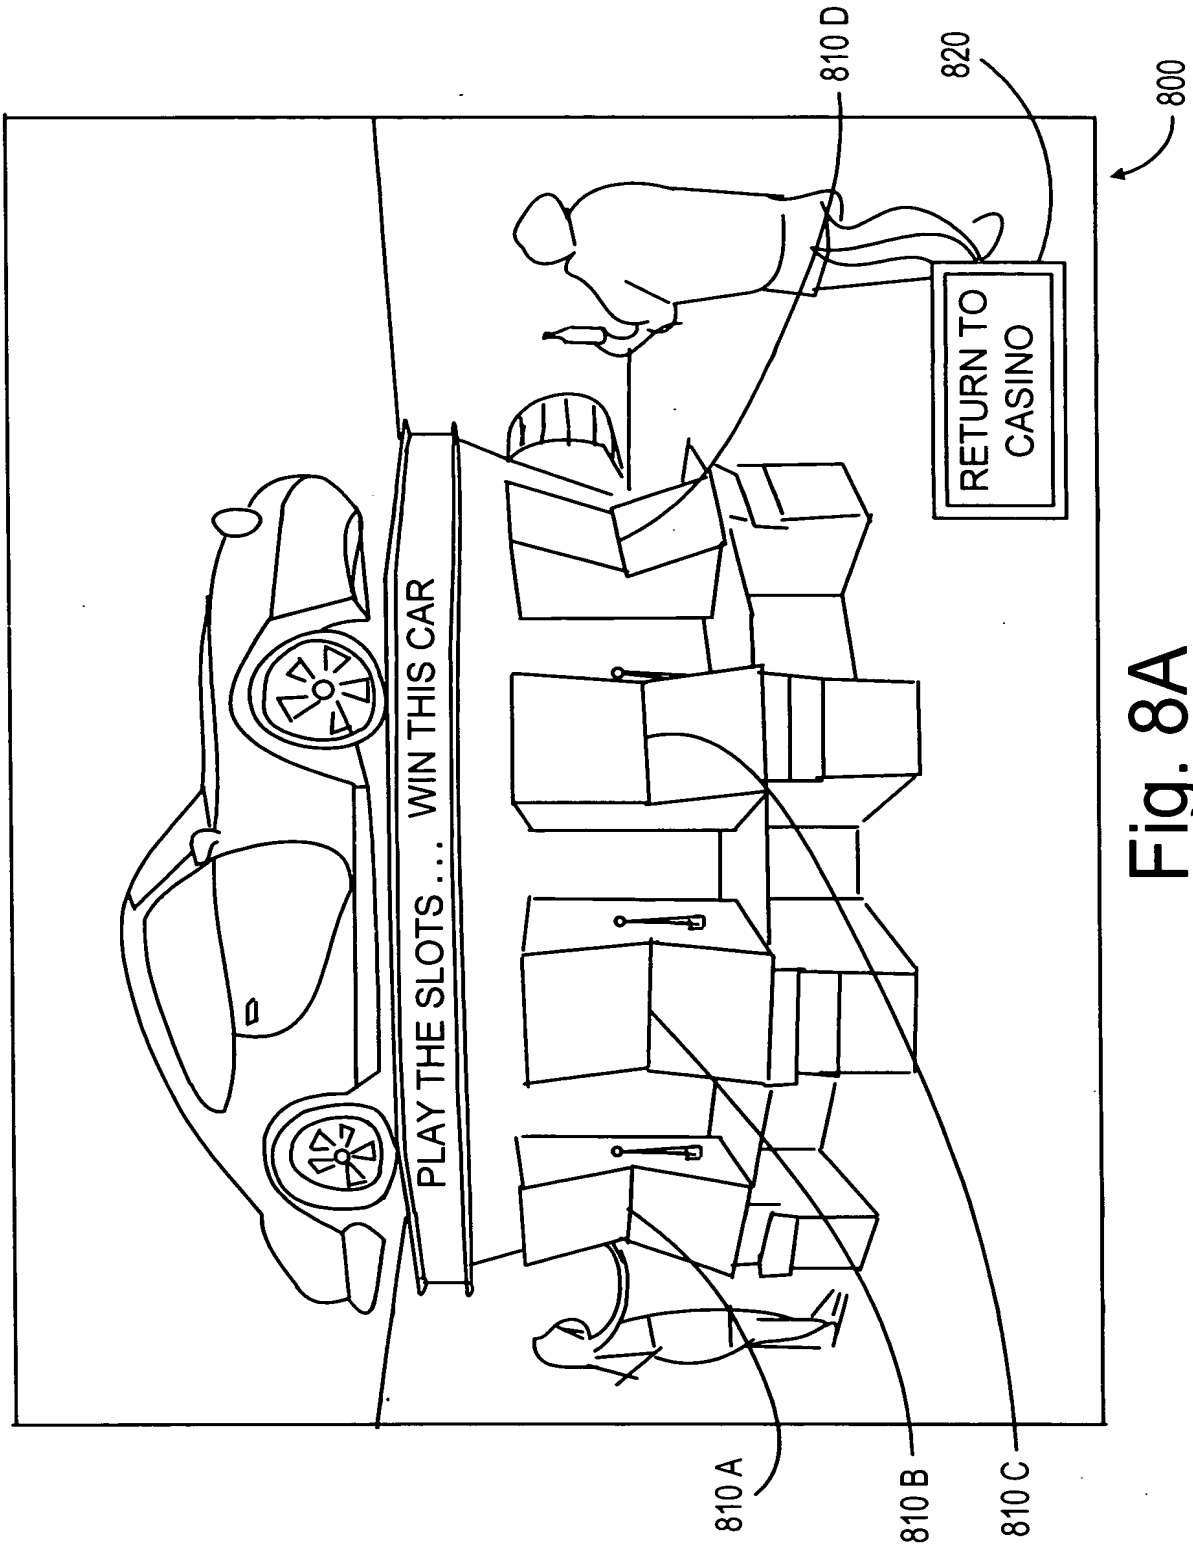 PLAY THE SLOTS .... WIN THIS CAR
RETURN TO
CASINO
810 A
810 B
810 C
810 D
820
800
Fig. 8A